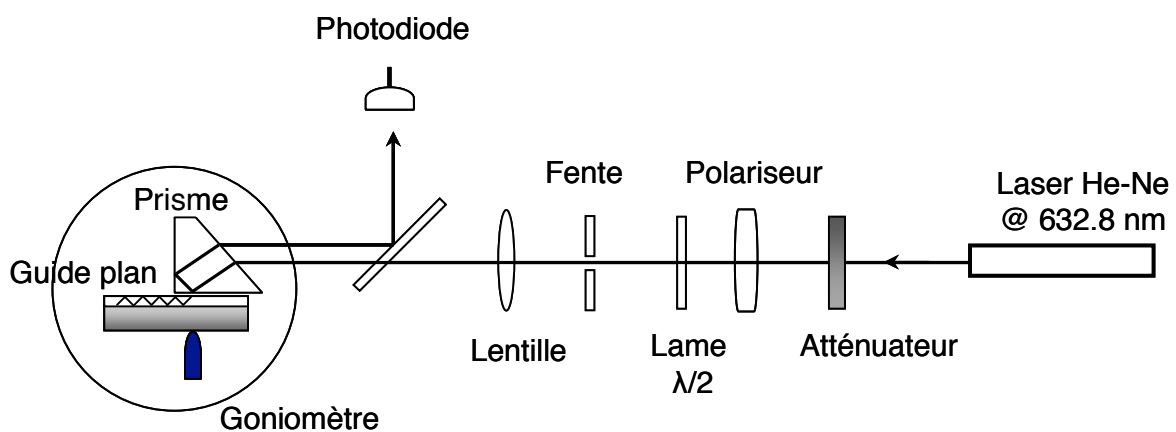 Photodiode
Fente
Polariseur
Laser He-Ne
@ 632.8 nm
Prisme
Guide plan
Lentille
Lame
λ/2
Atténuateur
Goniomètre